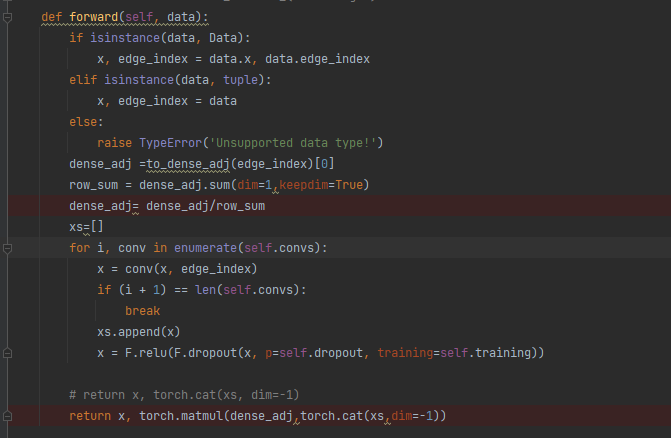 def forward(self, data):
if isinstance(data, Data):
x, edge_index = data.x, data.edge_index
elif isinstance(data, tuple):
x, edge_index = data
else:
raise TypeError('Unsupported data type!')
dense_adj =to_dense_adj(edge_index)[0]
row_sum = dense_adj.sum(dim=1,keepdim=True)
dense_adj= dense_adj/row_sum
xs=[]
for i, conv in enumerate(self.convs):
x = conv(x, edge_index)
if (i + 1) == len(self.convs):
break
xs.append(x)
x = F.relu(F.dropout(x, p=self.dropout, training=self.training))
# return x, torch.cat(xs, dim=-1)
return x, torch.matmul(dense_adj,torch.cat(xs,dim=-1))